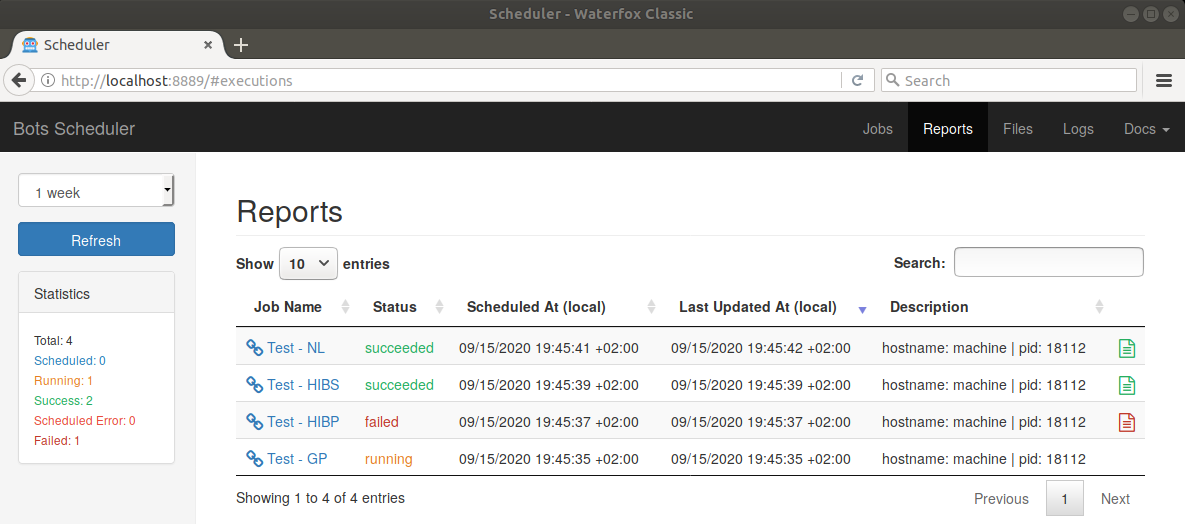 Scheduler - Waterfox Classic
Scheduler
http://localhost:8889/#executions
Search
Bots Scheduler Jobs Reports Files Logs Docs
1 week
Refresh
Statistics
Total: 4
Scheduled: 0
Running: 1
Success: 2
Scheduled Error: 0
Failed: 1
Reports
Show 10 entries Search:
Job Name Status Scheduled At (local) Last Updated At (local) Description
Test - NL succeeded 09/15/2020 19:45:41 +02:00 09/15/2020 19:45:42 +02:00 hostname: machine | pid: 18112
Test - HIBS succeeded 09/15/2020 19:45:39 +02:00 09/15/2020 19:45:39 +02:00 hostname: machine | pid: 18112
Test - HIBP failed 09/15/2020 19:45:37 +02:00 09/15/2020 19:45:37 +02:00 hostname: machine | pid: 18112
Test - GP running 09/15/2020 19:45:35 +02:00 09/15/2020 19:45:35 +02:00 hostname: machine | pid: 18112
Showing 1 to 4 of 4 entries Previous 1 Next